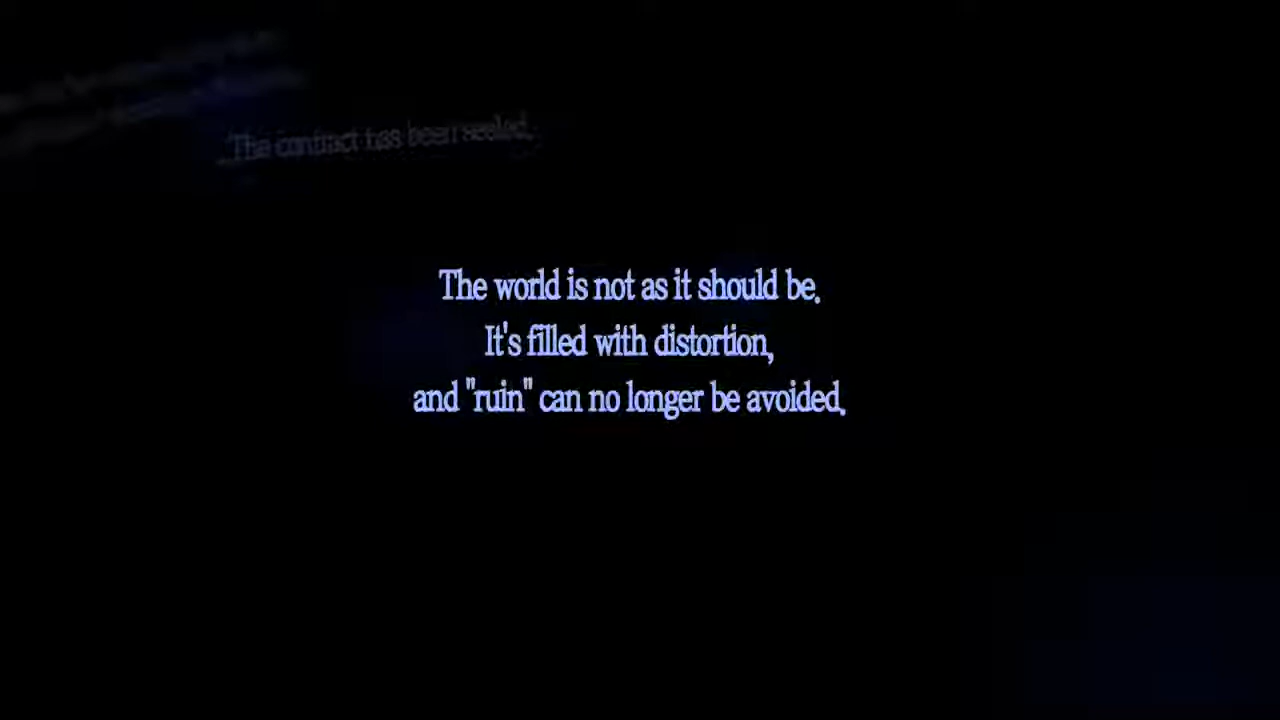 The contract has been sealed.
The world is not as it should be.
It's filled with distortion,
and "ruin" can no longer be avoided.